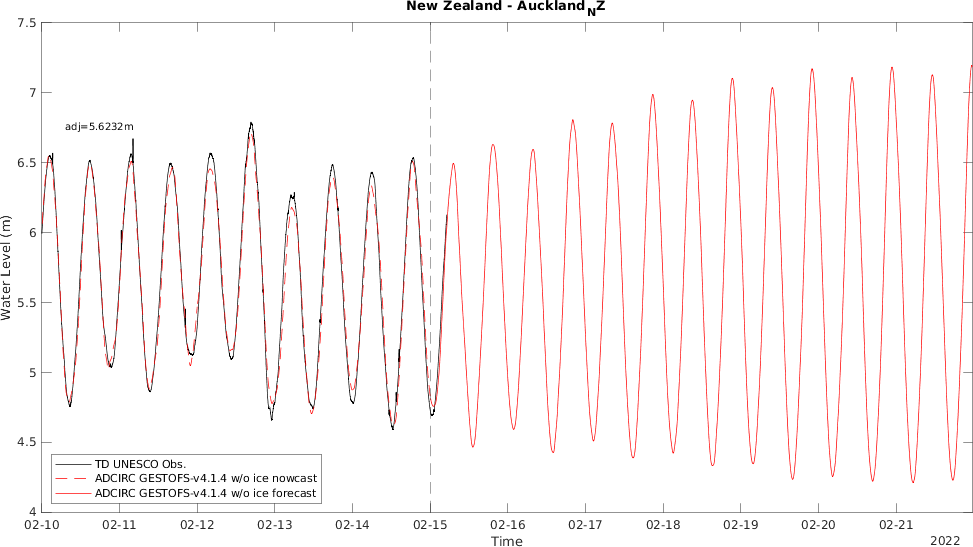 New Zealand - Auckland_NZ
7.5
7
6.5
6
5.5
5
4.5
4
Water Level (m)
adj=5.6232m
TD UNESCO Obs.
ADCIRC GESTOFS-v4.1.4 w/o ice nowcast
ADCIRC GESTOFS-v4.1.4 w/o ice forecast
02-10 02-11 02-12 02-13 02-14 02-15 02-16 02-17 02-18 02-19 02-20 02-21
Time
2022